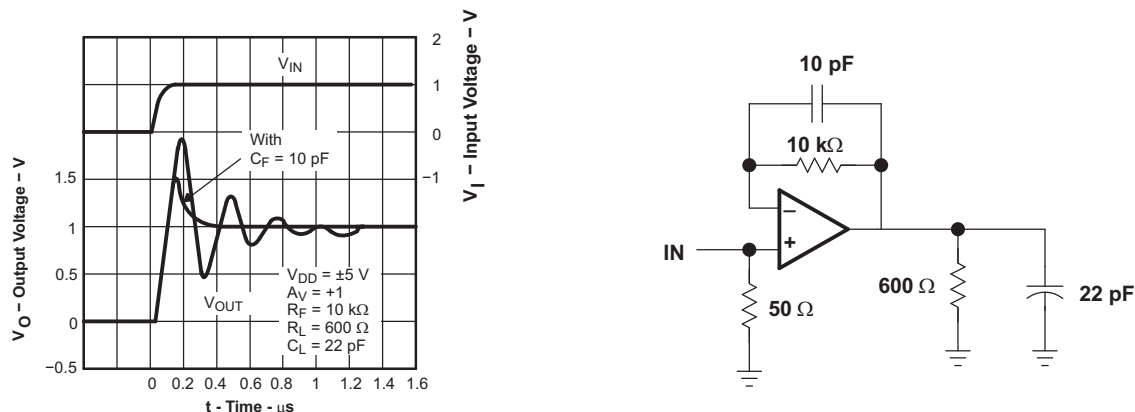 2
1
0
−1
V_I – Input Voltage – V
V_IN
With
C_F = 10 pF
1.5
1
0.5
0
−0.5
V_O – Output Voltage – V
V_OUT
V_DD = ±5 V
A_V = +1
R_F = 10 kΩ
R_L = 600 Ω
C_L = 22 pF
0 0.2 0.4 0.6 0.8 1 1.2 1.4 1.6
t - Time - μs
10 pF
10 kΩ
−
+
IN
50 Ω
600 Ω
22 pF